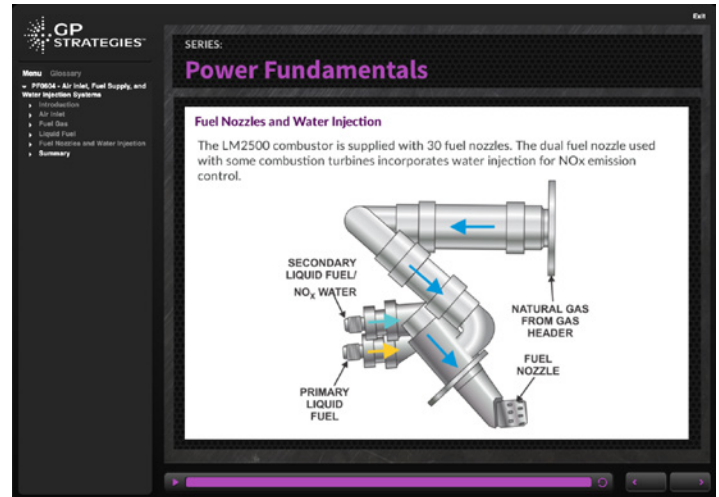 GP
STRATEGIES
Exit
SERIES:
Power Fundamentals
Menu Glossary
PF0604 - Air Inlet, Fuel Supply, and
Water Injection Systems
Introduction
Air Inlet
Fuel Gas
Liquid Fuel
Fuel Nozzles and Water Injection
Summary
Fuel Nozzles and Water Injection
The LM2500 combustor is supplied with 30 fuel nozzles. The dual fuel nozzle used
with some combustion turbines incorporates water injection for NOx emission
control.
SECONDARY
LIQUID FUEL/
NOX WATER
NATURAL GAS
FROM GAS
HEADER
FUEL
NOZZLE
PRIMARY
LIQUID
FUEL